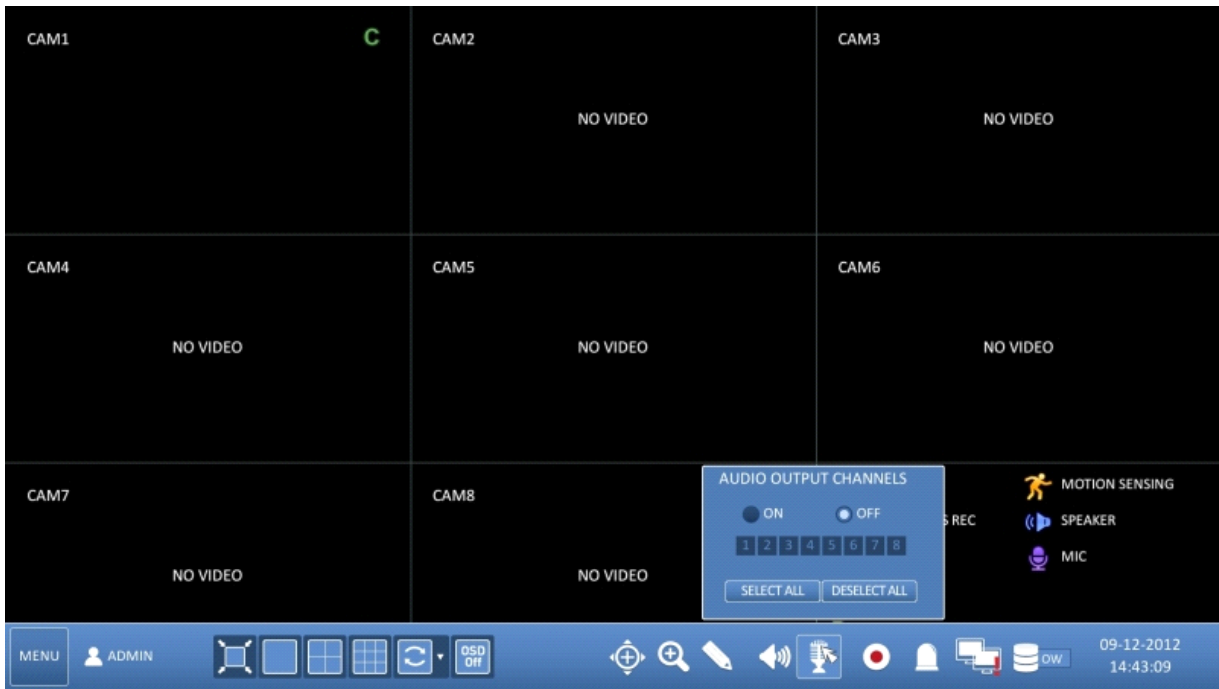 CAM1 C
CAM2
CAM3
NO VIDEO
NO VIDEO
CAM4
CAM5
CAM6
NO VIDEO
NO VIDEO
NO VIDEO
CAM7
CAM8
NO VIDEO
NO VIDEO
AUDIO OUTPUT CHANNELS
ON OFF
1 2 3 4 5 6 7 8
SELECT ALL DESELECT ALL
MOTION SENSING
S REC
SPEAKER
MIC
MENU
ADMIN
OSD
Off
OW
09-12-2012
14:43:09